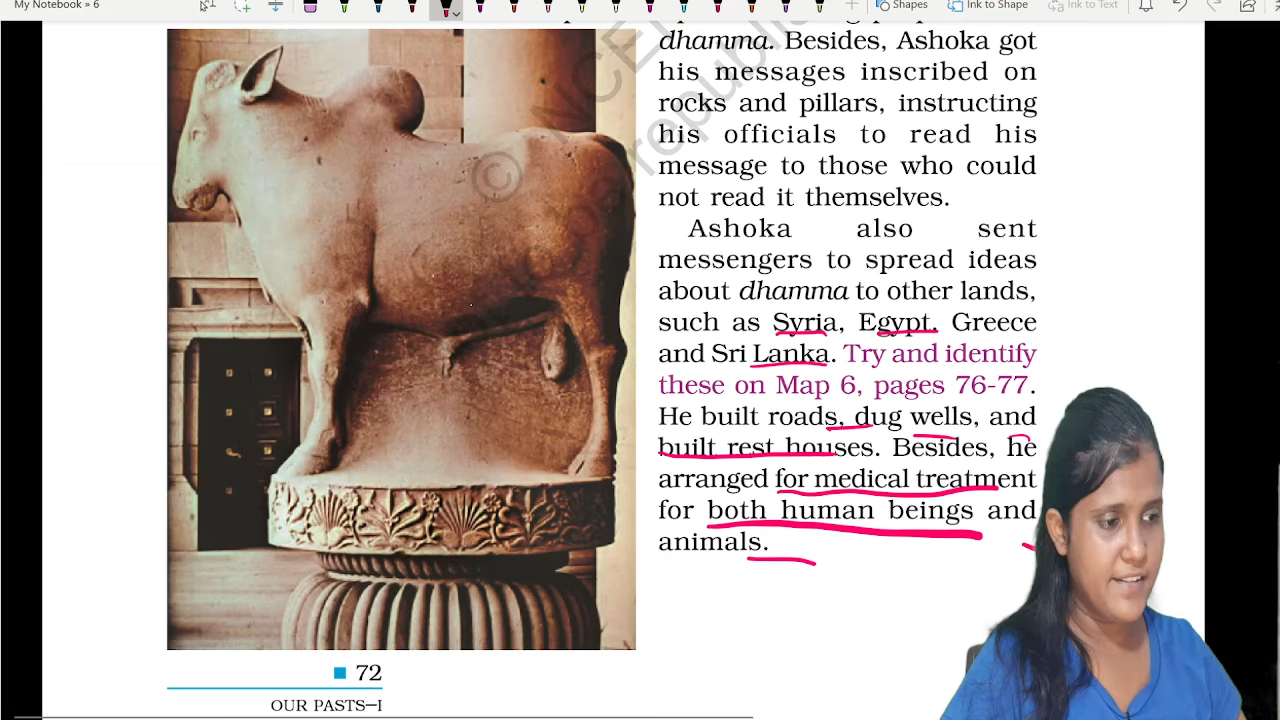 My Notebook » 6
Shapes
Ink to Shape
Ink to Text
dhamma. Besides, Ashoka got
his messages inscribed on
rocks and pillars, instructing
his officials to read his
message to those who could
not read it themselves.
Ashoka also sent
messengers to spread ideas
about dhamma to other lands,
such as Syria, Egypt, Greece
and Sri Lanka. Try and identify
these on Map 6, pages 76-77.
He built roads, dug wells, and
built rest houses. Besides, he
arranged for medical treatment
for both human beings and
animals.
72
OUR PASTS–I